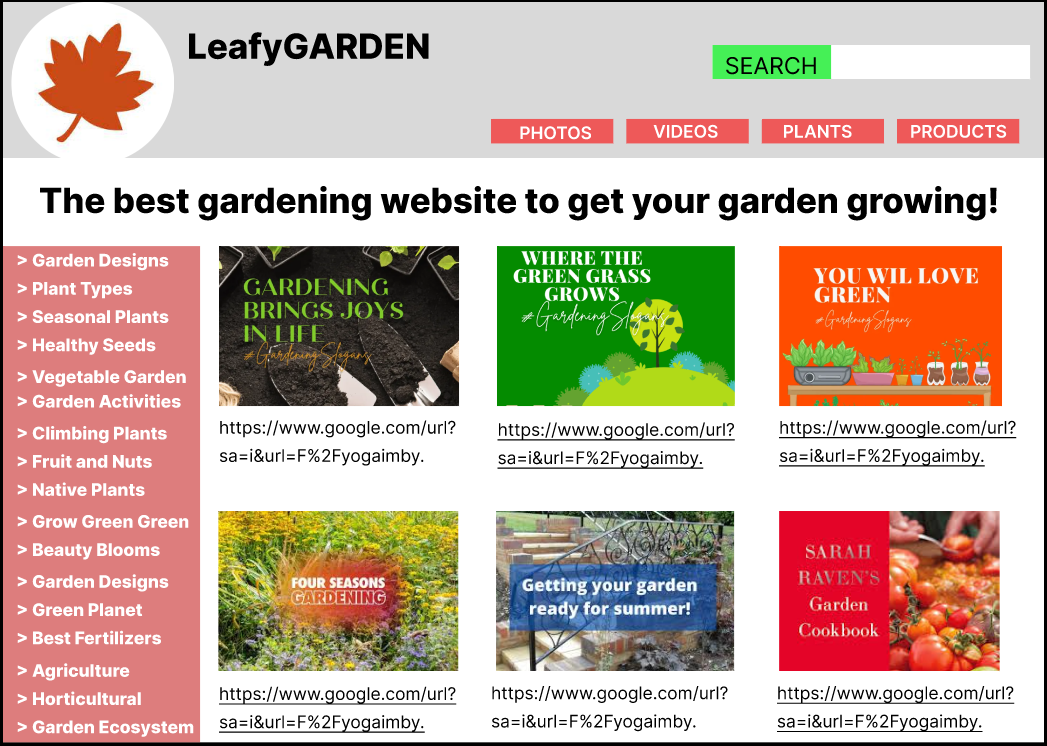 LeafyGARDEN
SEARCH
PHOTOS
VIDEOS
PLANTS
PRODUCTS
The best gardening website to get your garden growing!
> Garden Designs
> Plant Types
> Seasonal Plants
> Healthy Seeds
> Vegetable Garden
> Garden Activities
> Climbing Plants
> Fruit and Nuts
> Native Plants
> Grow Green Green
> Beauty Blooms
> Garden Designs
> Green Planet
> Best Fertilizers
> Agriculture
> Horticultural
> Garden Ecosystem
GARDENING
BRINGS JOYS
IN LIFE
#GardeningSlogans
https://www.google.com/url?
sa=i&url=F%2Fyogaimby.
WHERE THE
GREEN GRASS
GROWS
#GardeningSlogans
https://www.google.com/url?
sa=i&url=F%2Fyogaimby.
YOU WIL LOVE
GREEN
#GardeningSlogans
https://www.google.com/url?
sa=i&url=F%2Fyogaimby.
FOUR SEASONS
GARDENING
https://www.google.com/url?
sa=i&url=F%2Fyogaimby.
Getting your garden
ready for summer!
https://www.google.com/url?
sa=i&url=F%2Fyogaimby.
SARAH
RAVEN'S
Garden
Cookbook
https://www.google.com/url?
sa=i&url=F%2Fyogaimby.